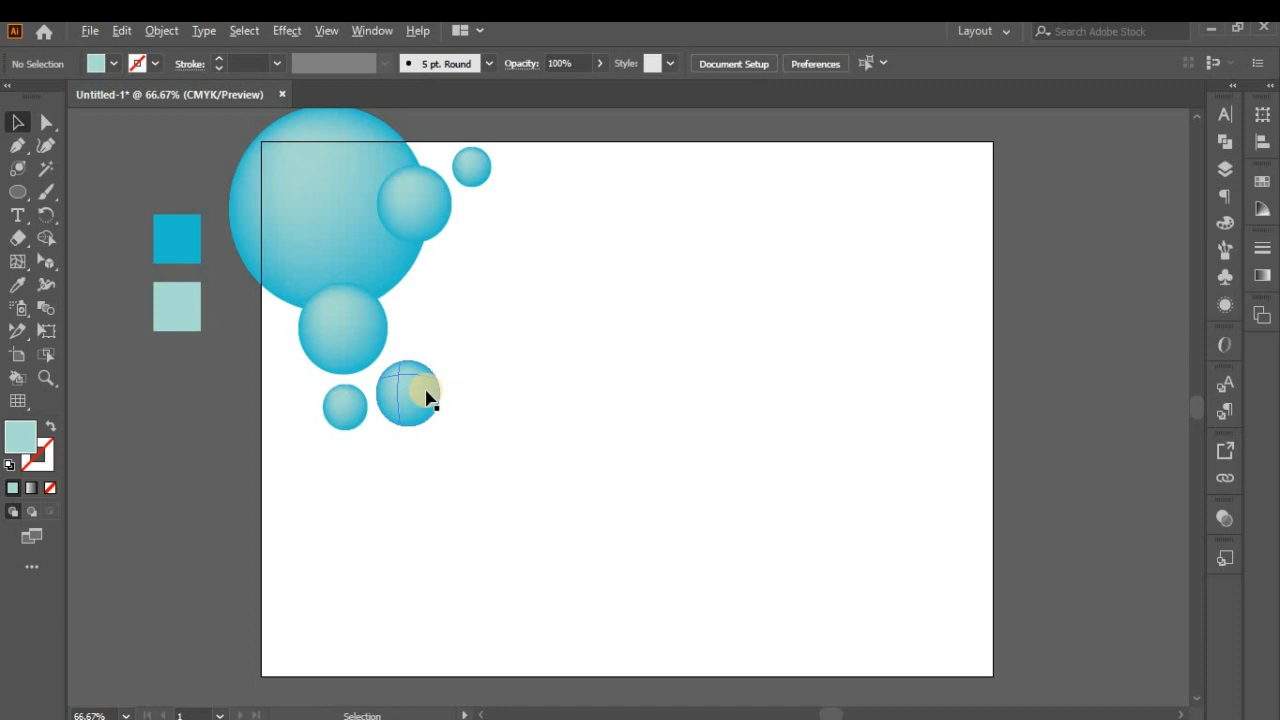 Ai File Edit Object Type Select Effect View Window Help Layout Search Adobe Stock
No Selection Stroke: 5 pt. Round Opacity: 100% Style: Document Setup Preferences
Untitled-1* @ 66.67% (CMYK/Preview)
66.67% 1 Selection